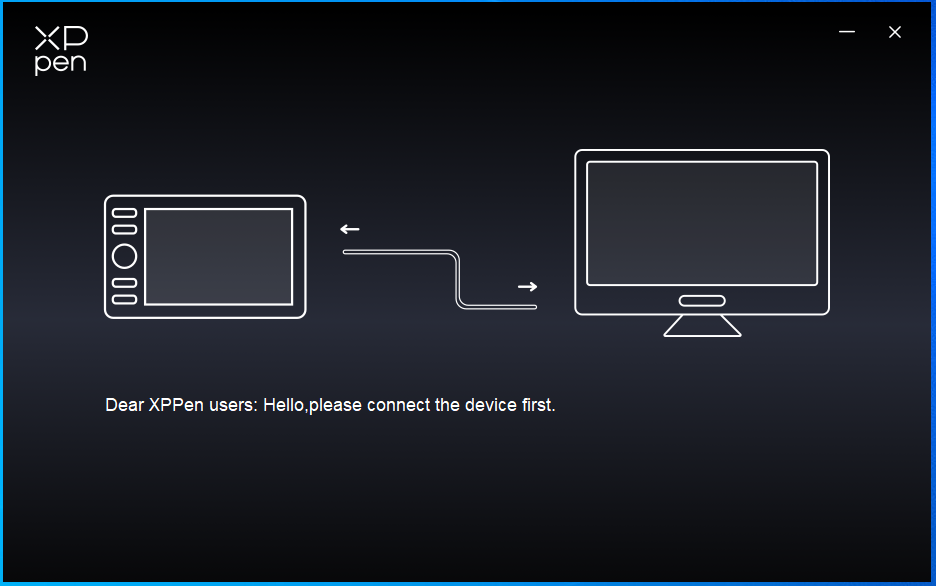 XP
pen
Dear XPPen users: Hello,please connect the device first.